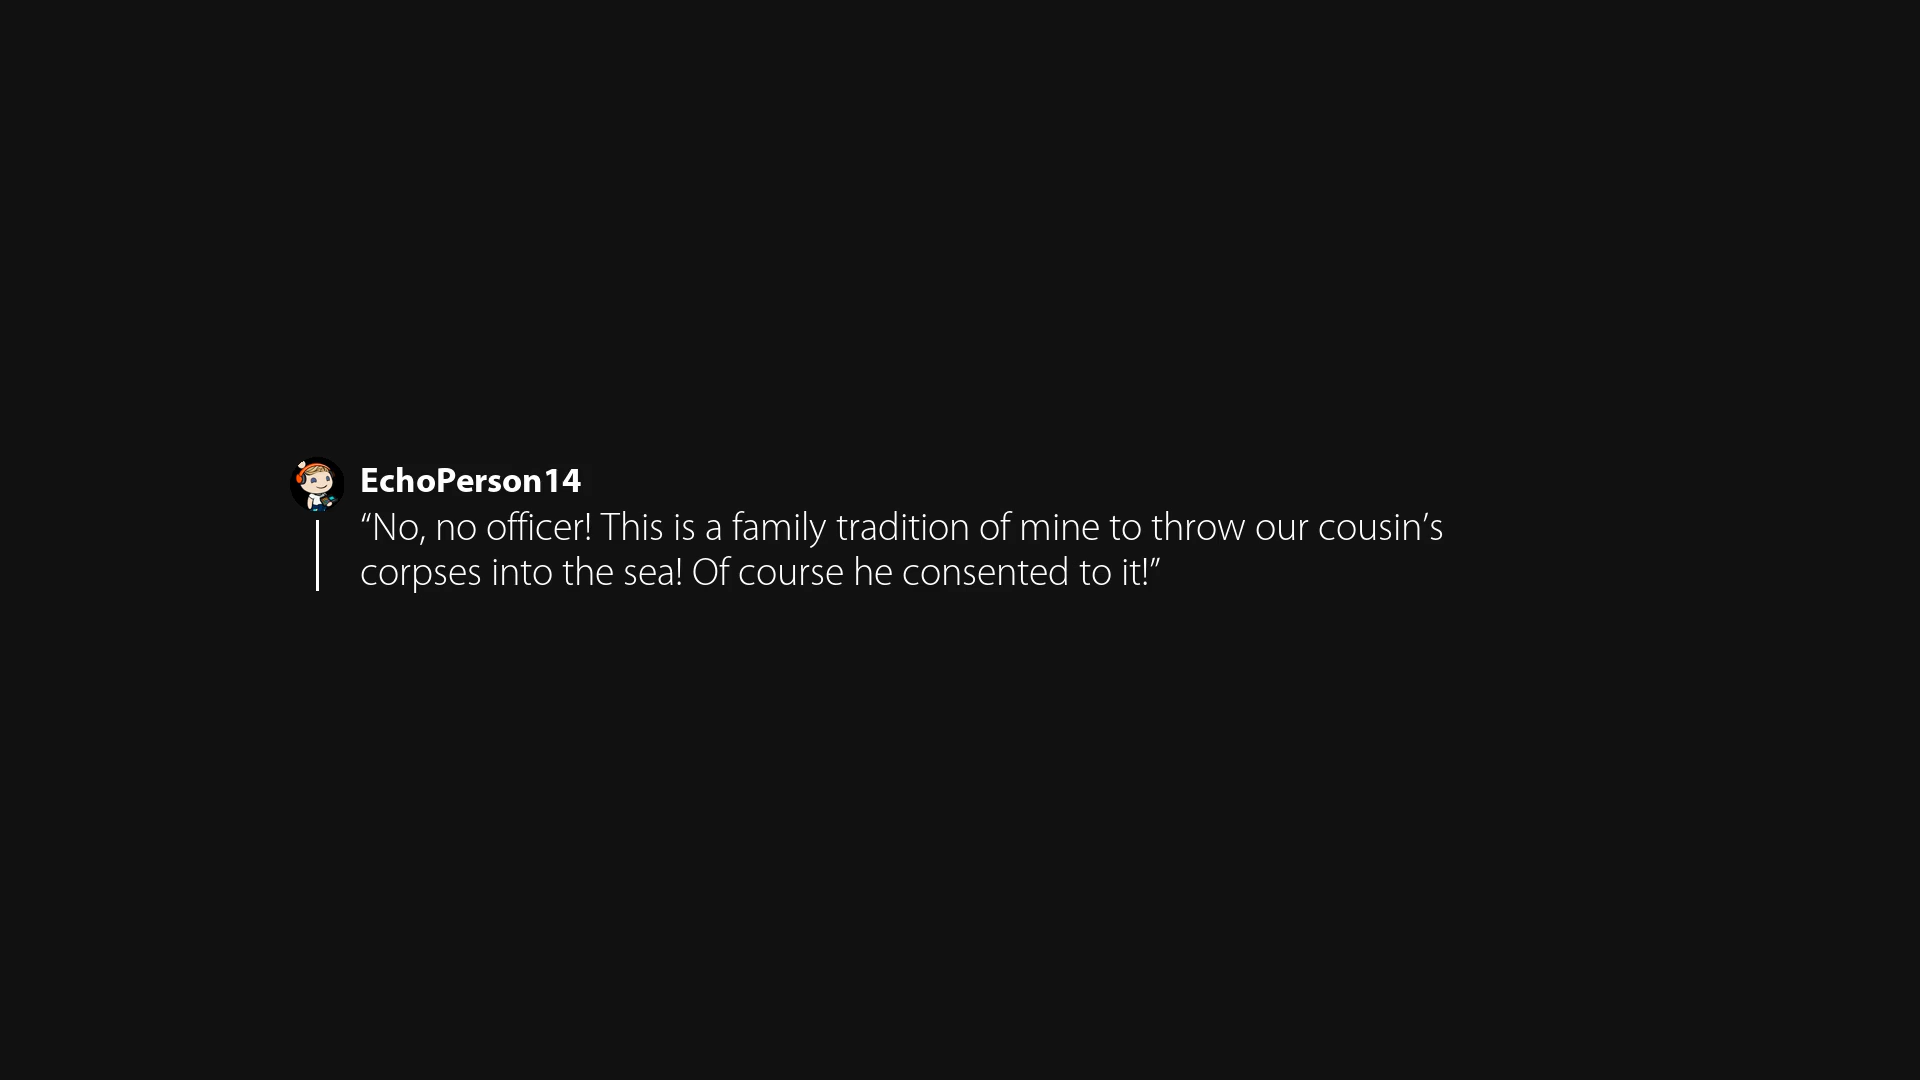 EchoPerson14
“No, no officer! This is a family tradition of mine to throw our cousin’s
corpses into the sea! Of course he consented to it!”